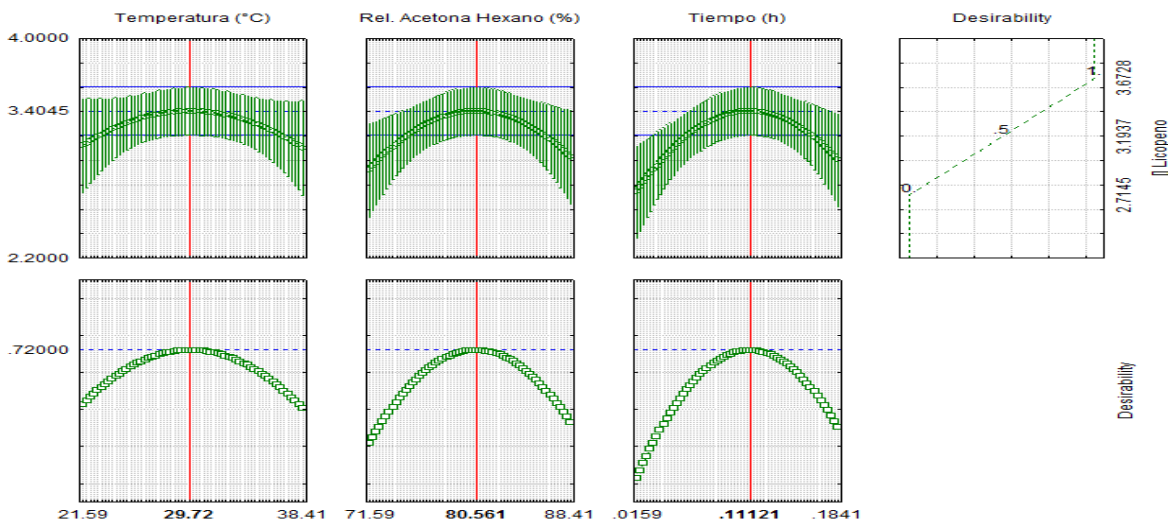 Temperatura (°C) Rel. Acetona Hexano (%) Tiempo (h) Desirability
4.0000
3.4045
2.2000
1.
.5
0
3.6728
3.1937
2.7145
[] Licopeno
.72000
Desirability
21.59 29.72 38.41 71.59 80.561 88.41 .0159 .11121 .1841